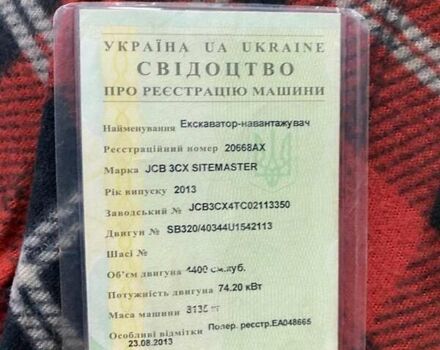 УКРАЇНА UA UKRAINE
СВІДОЦТВО
ПРО РЕЄСТРАЦІЮ МАШИНИ
Найменування Екскаватор-навантажувач
Реєстраційний номер 20668АХ
Марка JCB 3CX SITEMASTER
Рік випуску 2013
Заводський № JCB3CX4TC02113350
Двигун № SB320/40344U1542113
Шасі №
Об'єм двигуна 4400 см.куб.
Потужність двигуна 74.20 кВт
Маса машини кг
Особливі відмітки Попер. реєстр.ЕА048665
23.08.2013